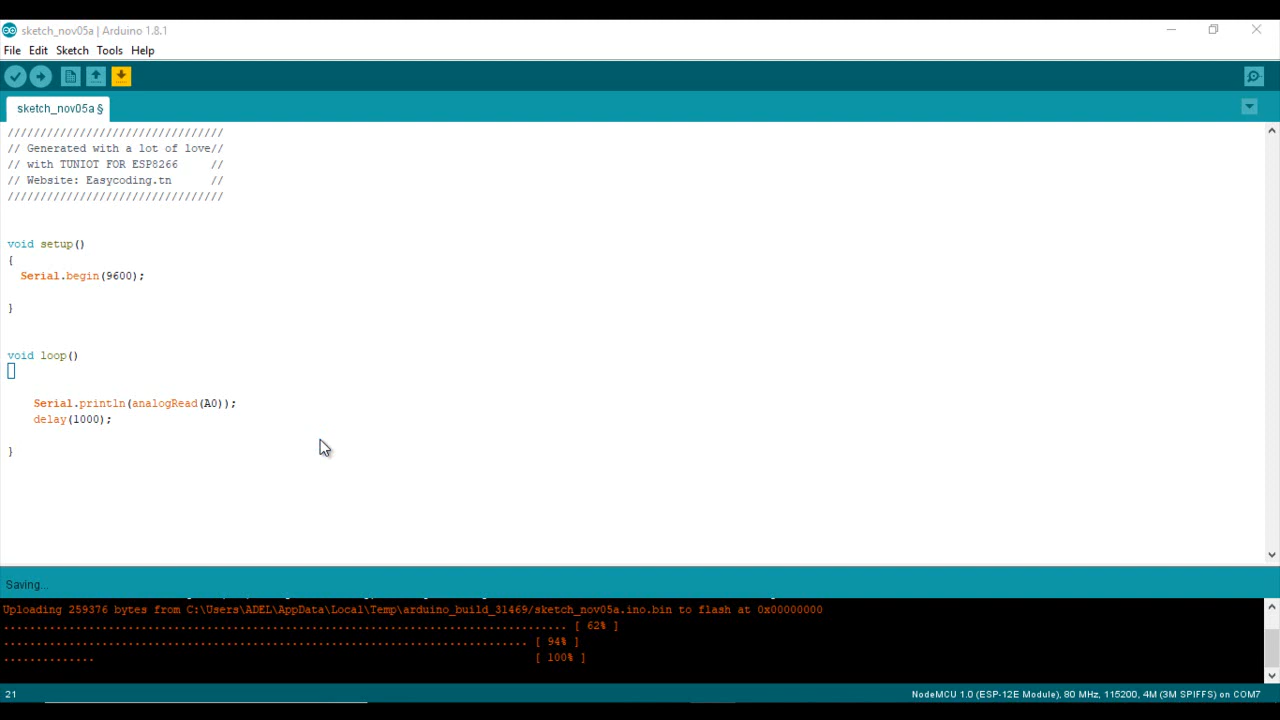 sketch_nov05a | Arduino 1.8.1
File Edit Sketch Tools Help
sketch_nov05a §
/////////////////////////////////
// Generated with a lot of love//
// with TUNIOT FOR ESP8266     //
// Website: Easycoding.tn      //
/////////////////////////////////
void setup()
{
Serial.begin(9600);
}
void loop()
Serial.println(analogRead(A0));
delay(1000);
}
Saving...
Uploading 259376 bytes from C:\Users\ADEL\AppData\Local\Temp\arduino_build_31469/sketch_nov05a.ino.bin to flash at 0x00000000
................................................................................ [ 62% ]
................................................................................ [ 94% ]
.............. [ 100% ]
21
NodeMCU 1.0 (ESP-12E Module), 80 MHz, 115200, 4M (3M SPIFFS) on COM7